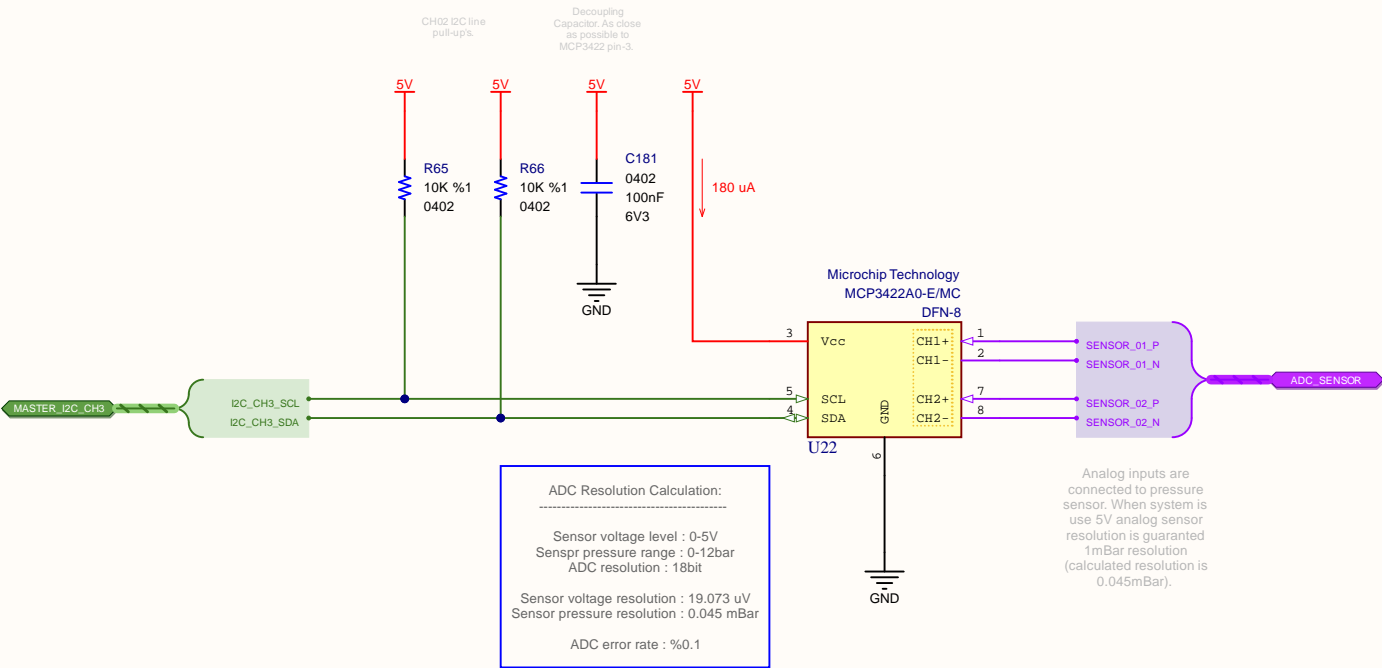 CH02 I2C line
pull-up's.
Decoupling
Capacitor. As close
as possible to
MCP3422 pin-3.
5V
5V
5V
5V
R65
10K %1
0402
R66
10K %1
0402
C181
0402
100nF
6V3
180 uA
GND
Microchip Technology
MCP3422A0-E/MC
DFN-8
3
Vcc
CH1+
1
CH1-
2
5
SCL
CH2+
7
4
SDA
CH2-
8
GND
6
U22
SENSOR_01_P
SENSOR_01_N
SENSOR_02_P
SENSOR_02_N
ADC_SENSOR
MASTER_I2C_CH3
I2C_CH3_SCL
I2C_CH3_SDA
ADC Resolution Calculation:
------------------------------------------
Sensor voltage level : 0-5V
Senspr pressure range : 0-12bar
ADC resolution : 18bit
Sensor voltage resolution : 19.073 uV
Sensor pressure resolution : 0.045 mBar
ADC error rate : %0.1
GND
Analog inputs are
connected to pressure
sensor. When system is
use 5V analog sensor
resolution is guaranted
1mBar resolution
(calculated resolution is
0.045mBar).